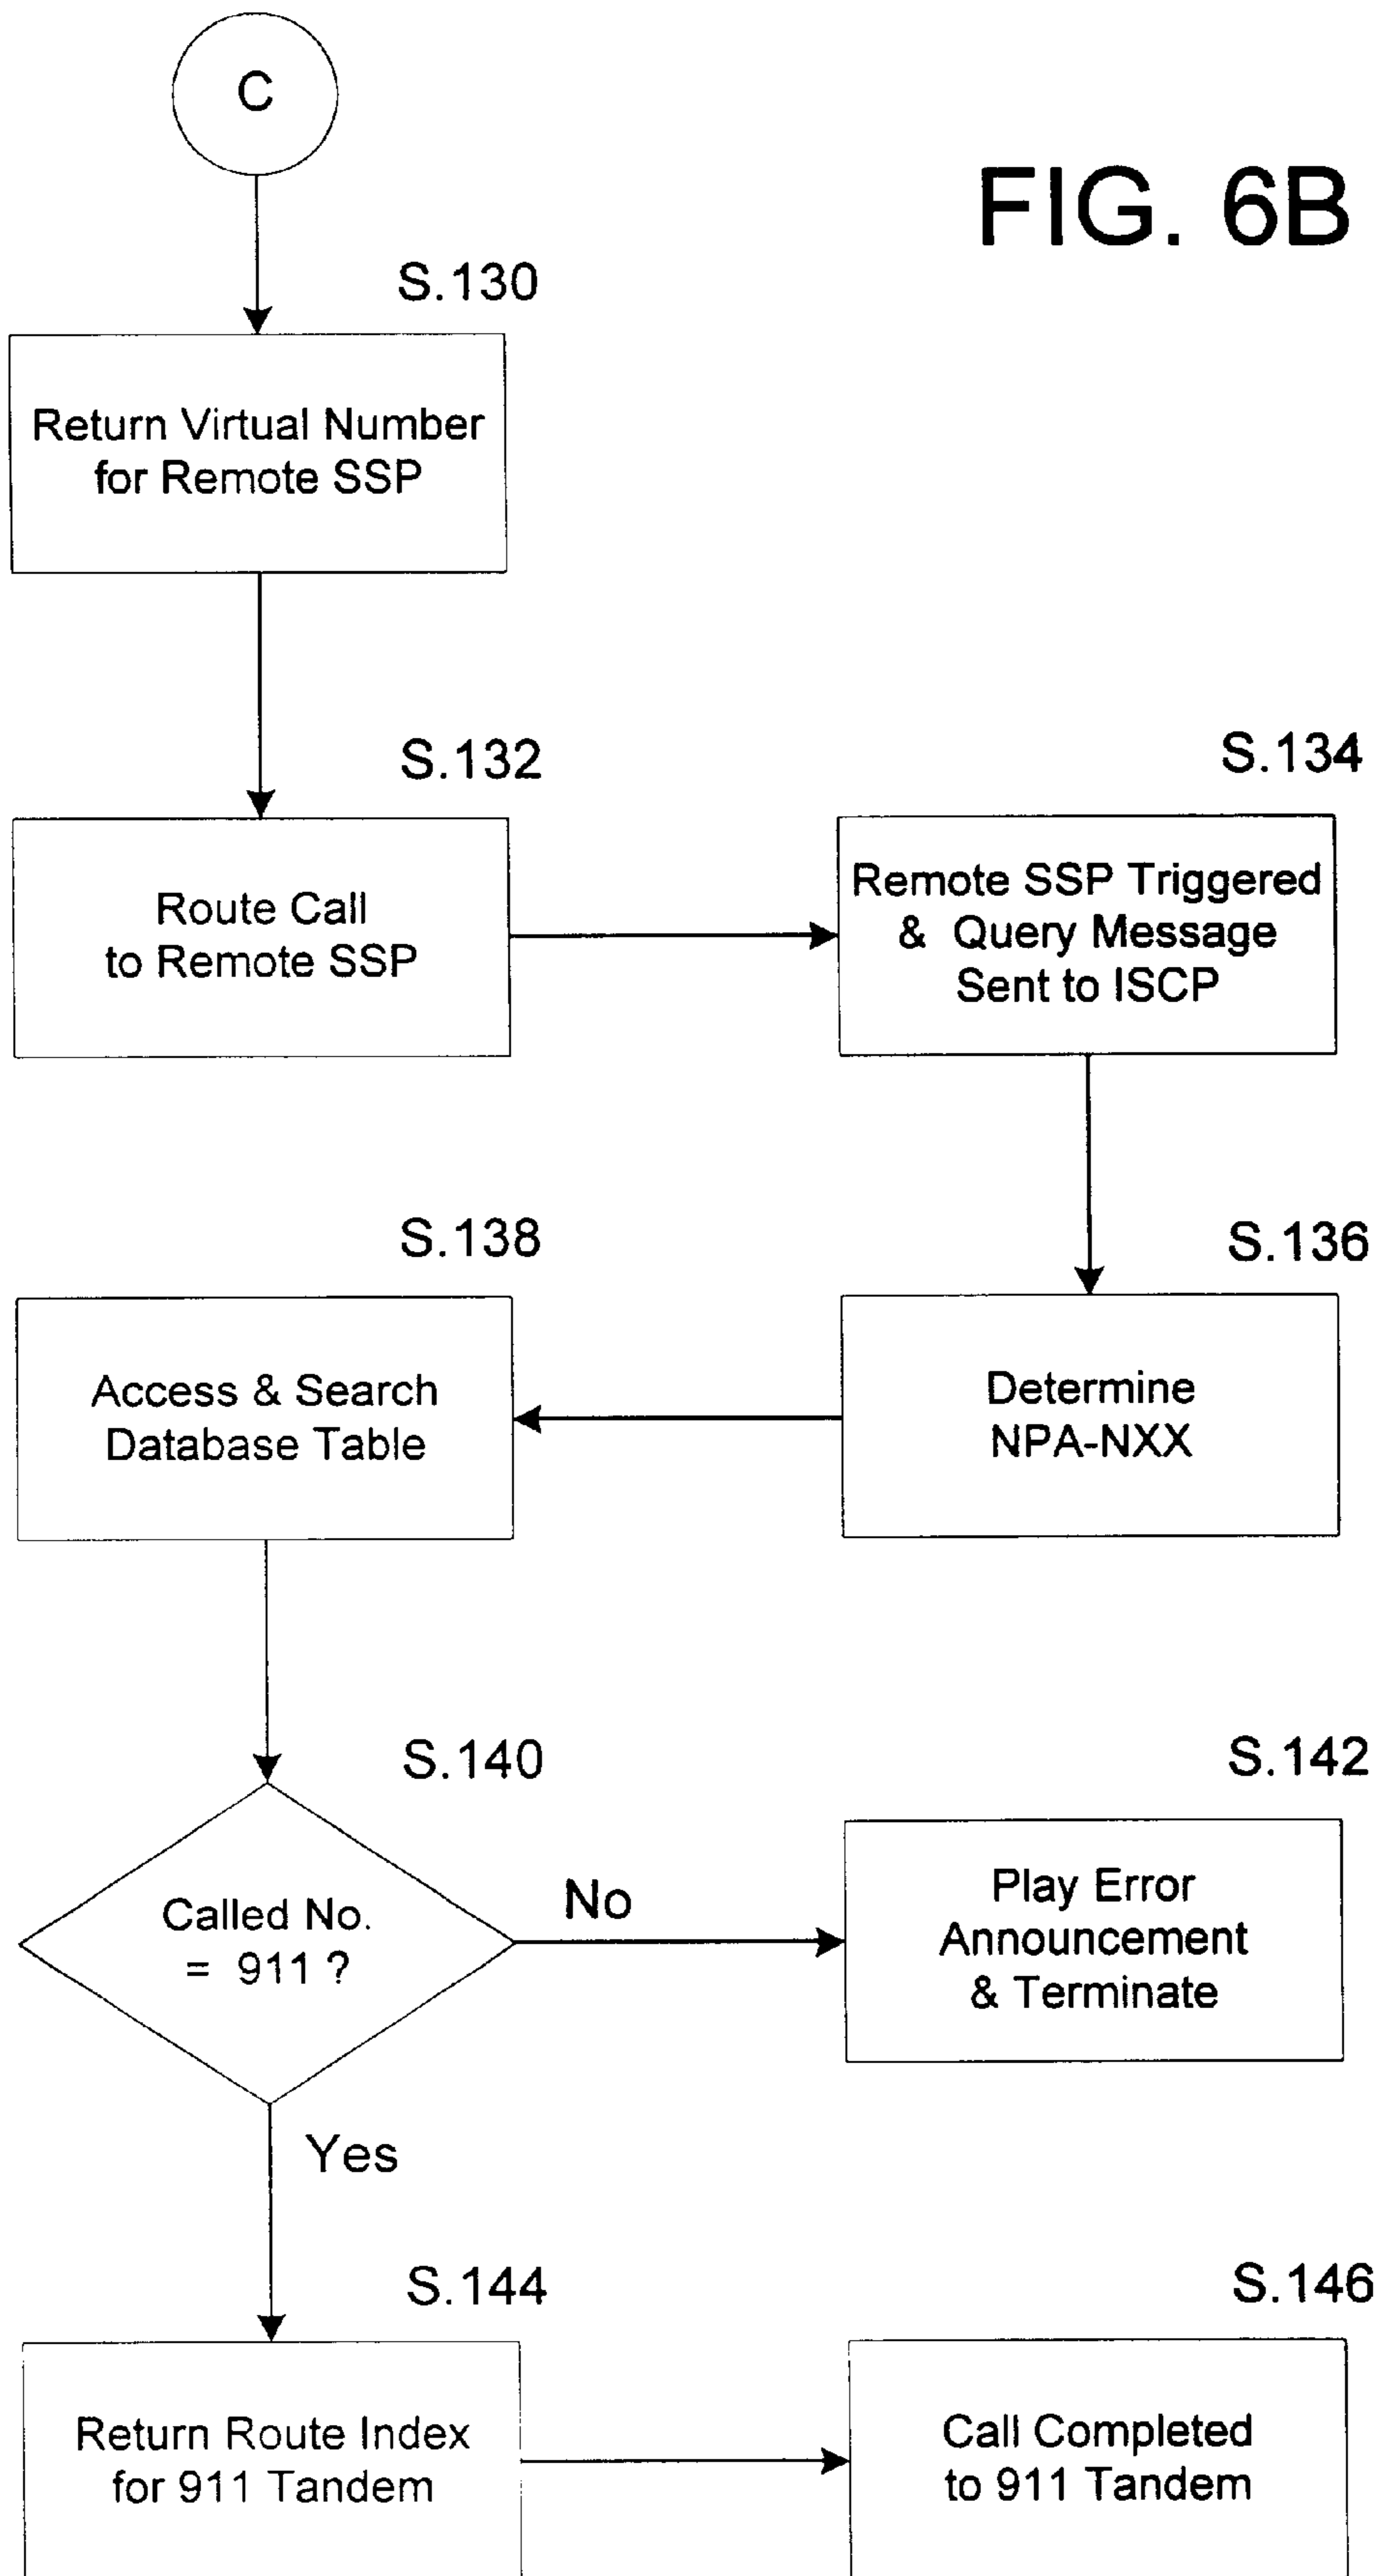 C
FIG. 6B
S.130
Return Virtual Number
for Remote SSP
S.132
Route Call
to Remote SSP
S.134
Remote SSP Triggered
& Query Message
Sent to ISCP
S.136
Determine
NPA-NXX
S.138
Access & Search
Database Table
S.140
Called No.
= 911 ?
No
S.142
Play Error
Announcement
& Terminate
Yes
S.144
Return Route Index
for 911 Tandem
S.146
Call Completed
to 911 Tandem